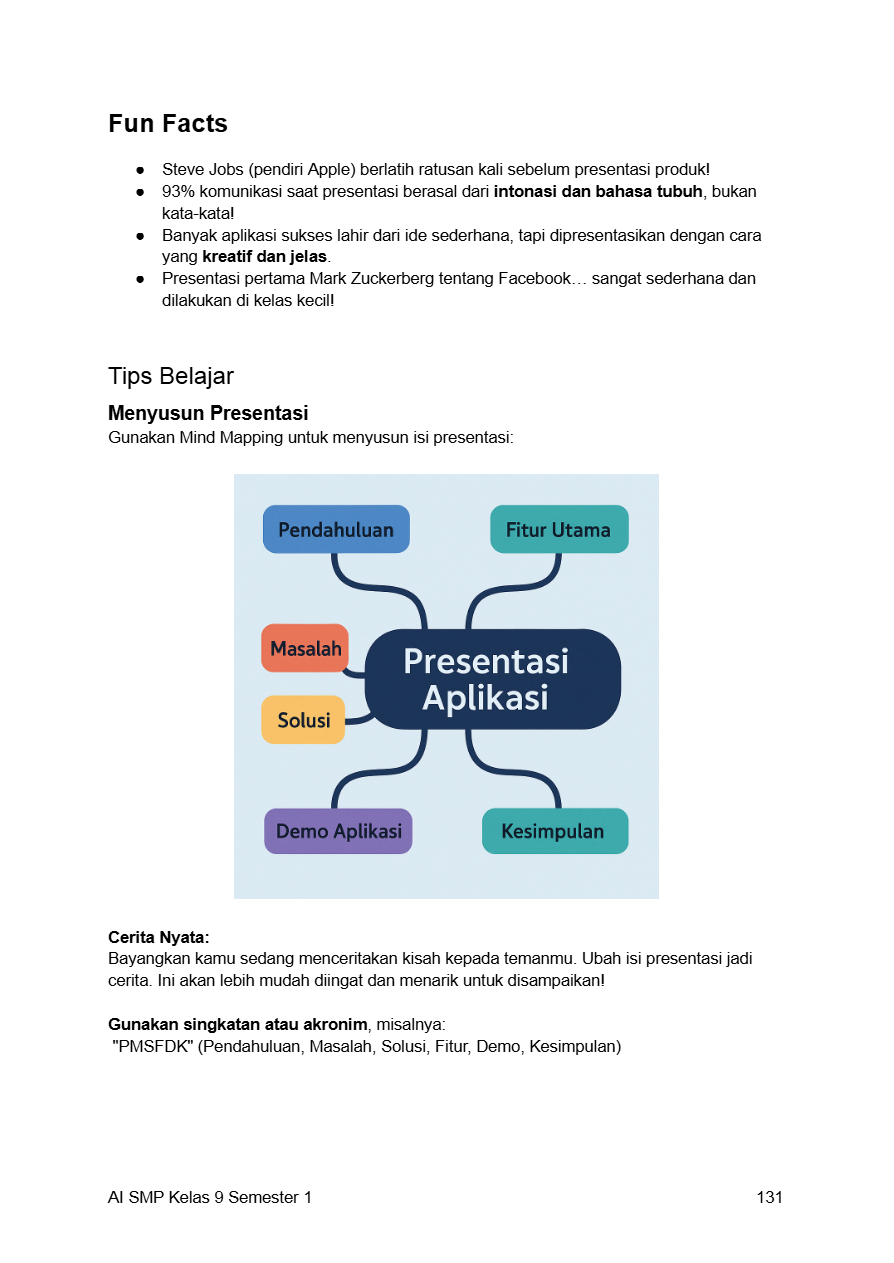 Fun Facts
● Steve Jobs (pendiri Apple) berlatih ratusan kali sebelum presentasi produk!
● 93% komunikasi saat presentasi berasal dari intonasi dan bahasa tubuh, bukan
kata-kata!
● Banyak aplikasi sukses lahir dari ide sederhana, tapi dipresentasikan dengan cara
yang kreatif dan jelas.
● Presentasi pertama Mark Zuckerberg tentang Facebook… sangat sederhana dan
dilakukan di kelas kecil!
Tips Belajar
Menyusun Presentasi
Gunakan Mind Mapping untuk menyusun isi presentasi:
Pendahuluan
Fitur Utama
Masalah
Presentasi
Aplikasi
Solusi
Demo Aplikasi
Kesimpulan
Cerita Nyata:
Bayangkan kamu sedang menceritakan kisah kepada temanmu. Ubah isi presentasi jadi
cerita. Ini akan lebih mudah diingat dan menarik untuk disampaikan!
Gunakan singkatan atau akronim, misalnya:
"PMSFDK" (Pendahuluan, Masalah, Solusi, Fitur, Demo, Kesimpulan)
AI SMP Kelas 9 Semester 1 131